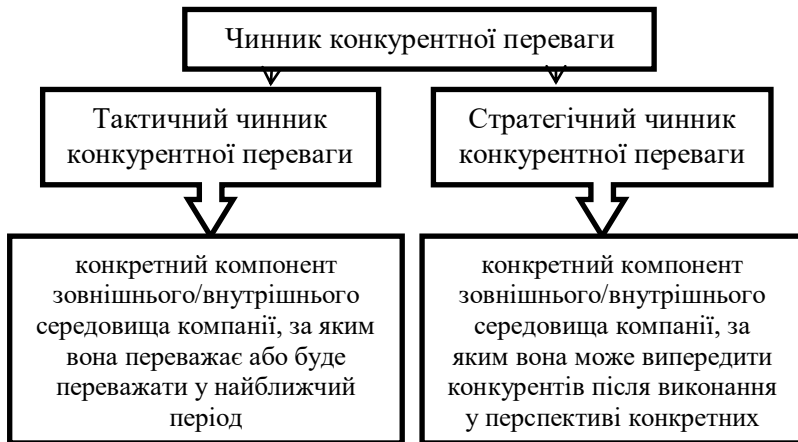 Чинник конкурентної переваги
Тактичний чинник
конкурентної переваги
Стратегічний чинник
конкурентної переваги
конкретний компонент
зовнішнього/внутрішнього
середовища компанії, за яким
вона переважає або буде
переважати у найближчий
період
конкретний компонент
зовнішнього/внутрішнього
середовища компанії, за
яким вона може випередити
конкурентів після виконання
у перспективі конкретних